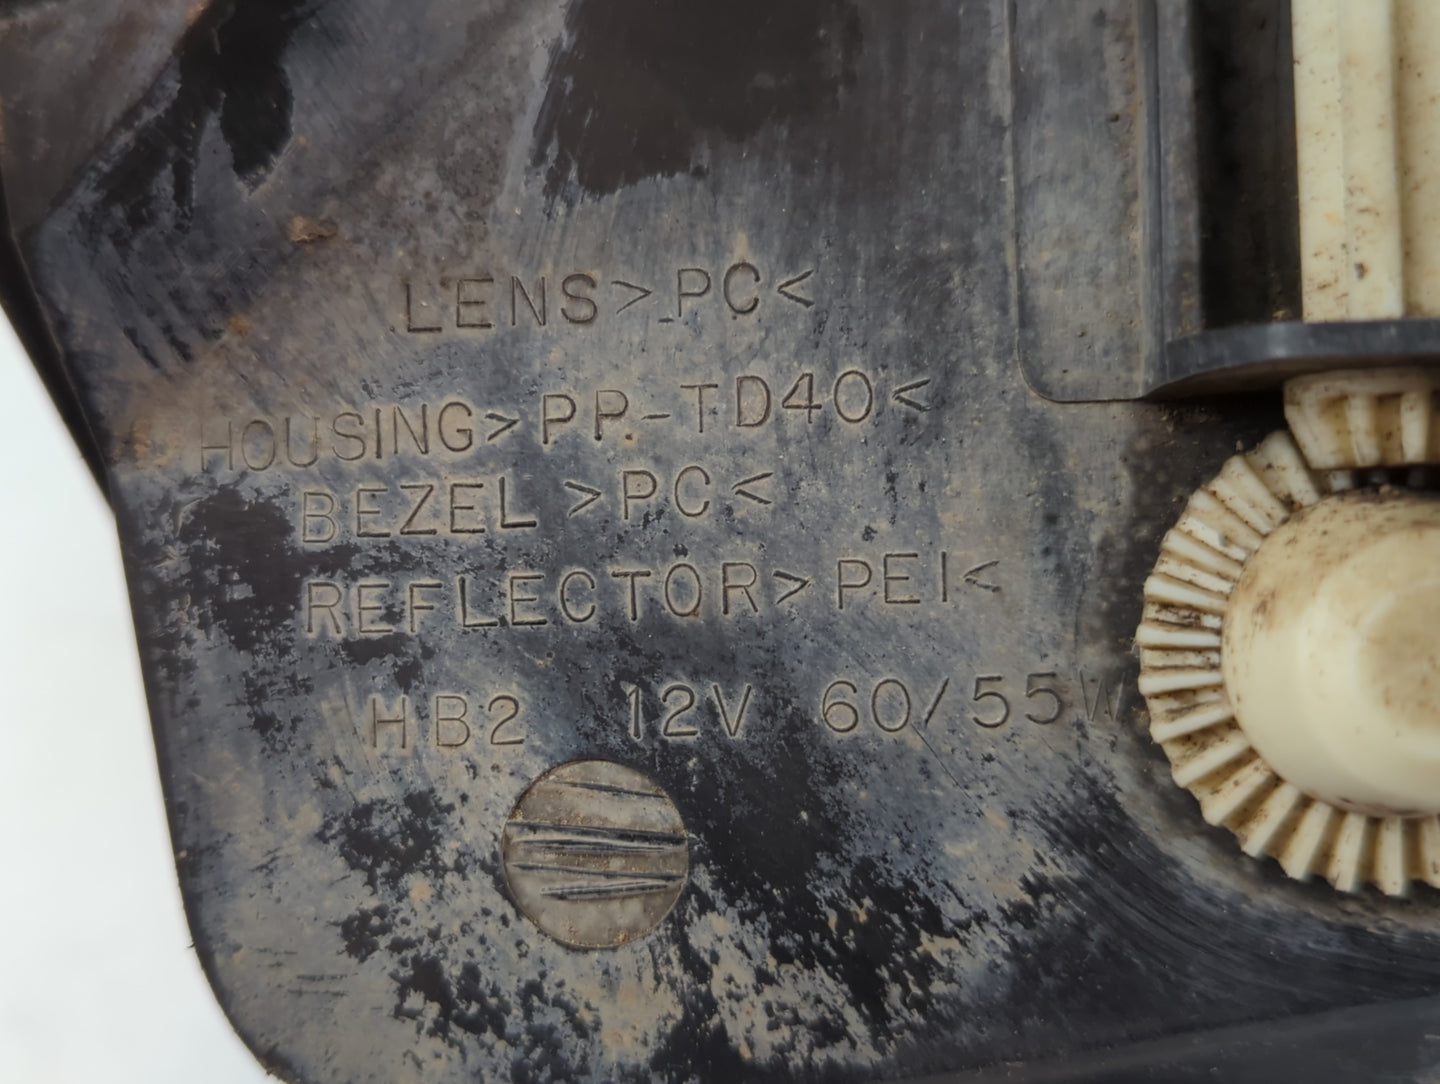 LENS>PC<
HOUSING>PP-TD40<
BEZEL >PC<
REFLECTOR>PEI<
HB2 12V 60/55W